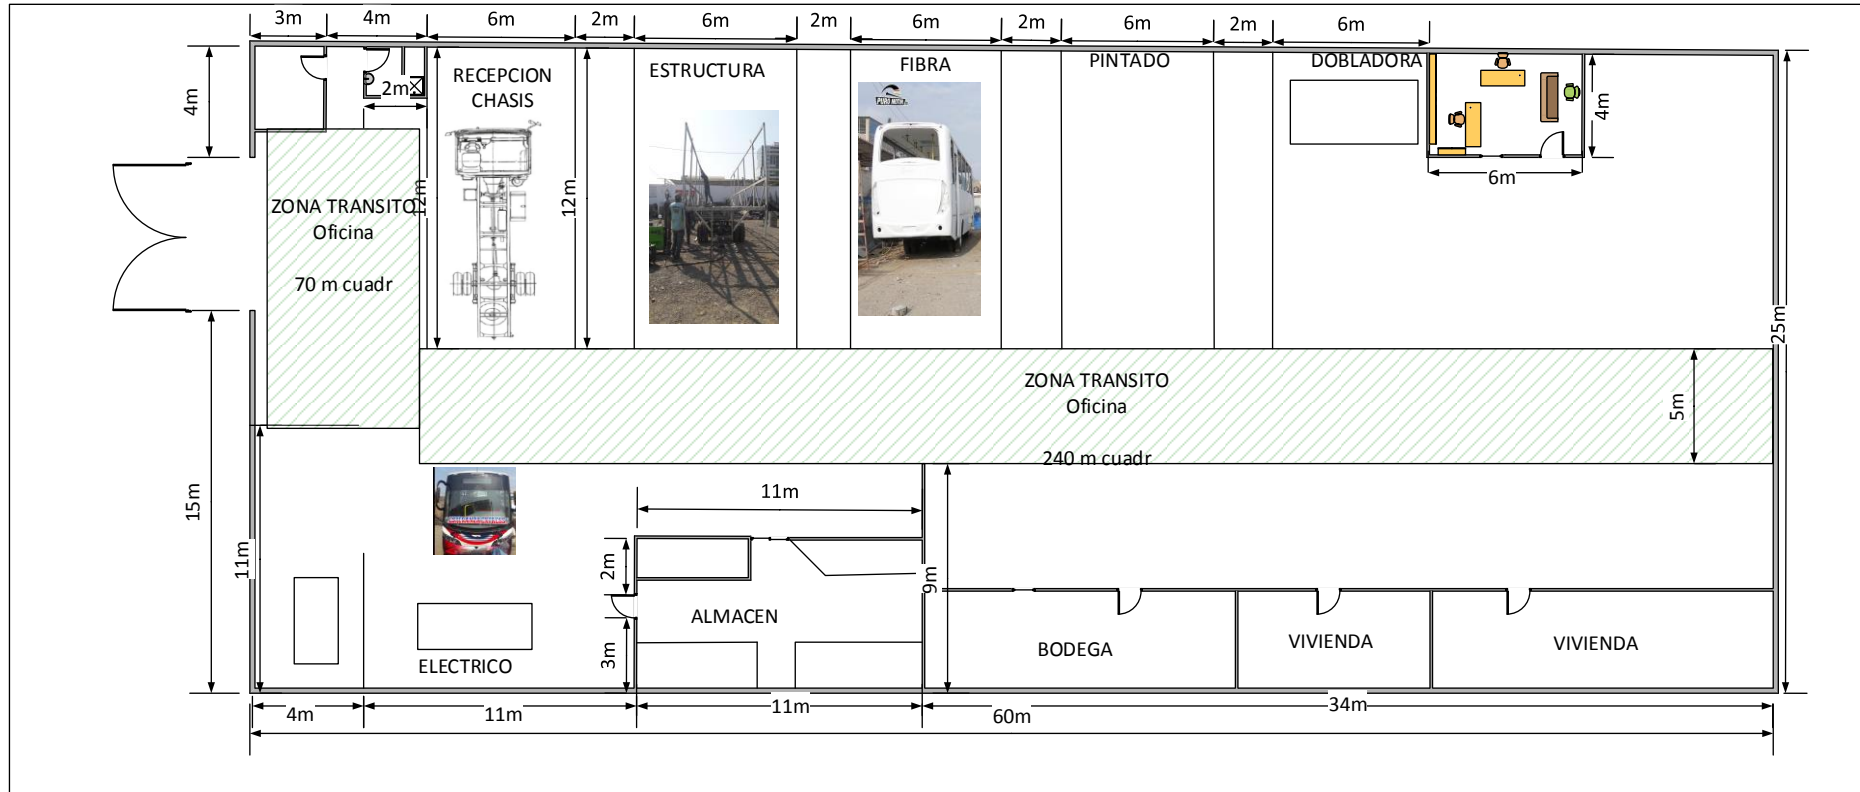 3m
4m
6m
2m
6m
2m
6m
2m
6m
2m
6m
4m
2m
RECEPCION
CHASIS
ESTRUCTURA
FIBRA
PINTADO
DOBLADORA
4m
6m
12m
12m
ZONA TRANSITO
Oficina
70 m cuadr
ZONA TRANSITO
Oficina
240 m cuadr
5m
25m
15m
11m
11m
2m
3m
9m
ALMACEN
ELECTRICO
BODEGA
VIVIENDA
VIVIENDA
4m
11m
11m
34m
60m